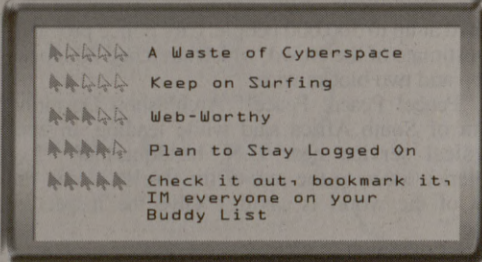 A Waste of Cyberspace
Keep on Surfing
Web-Worthy
Plan to Stay Logged On
Check it out, bookmark it,
IM everyone on your
Buddy List